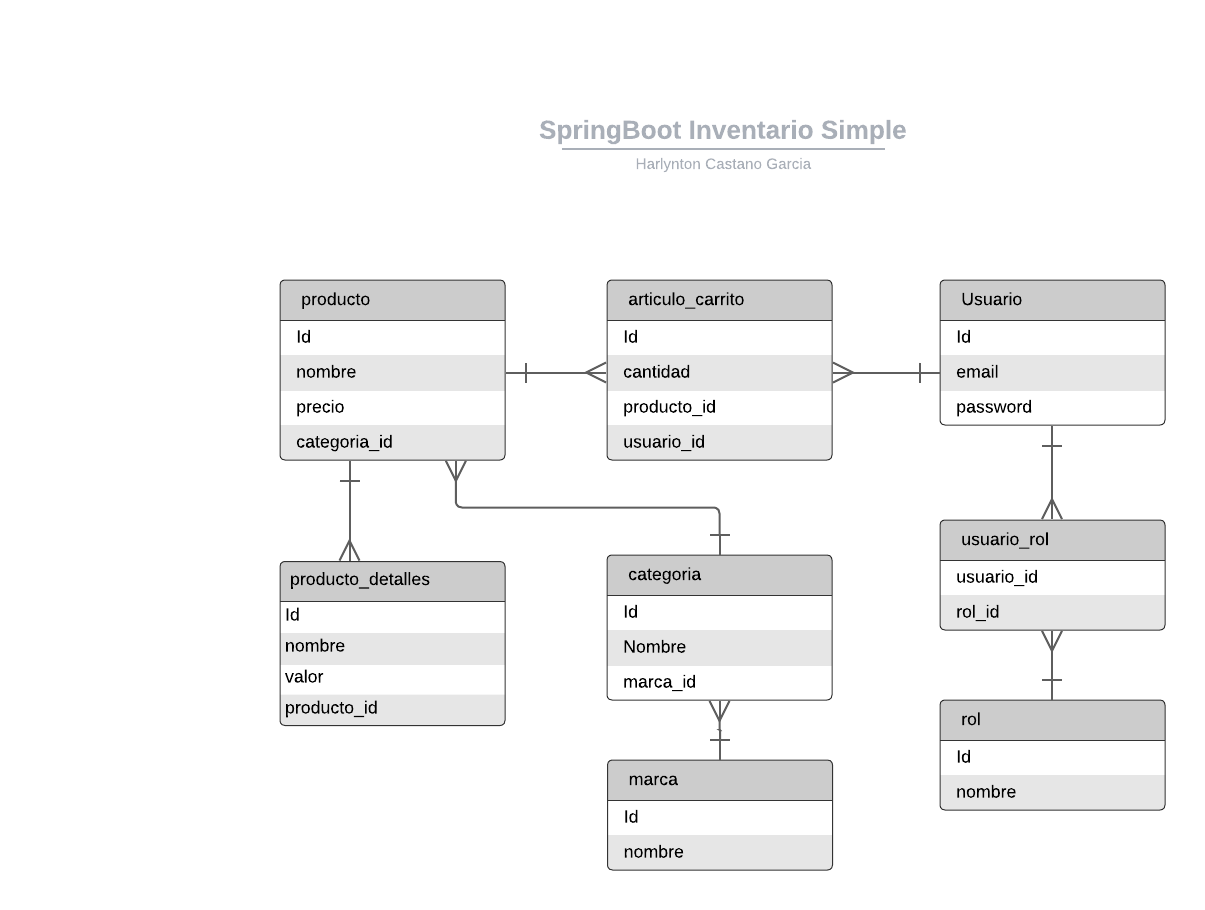 SpringBoot Inventario Simple
Harlynton Castano Garcia
producto
Id
nombre
precio
categoria_id
articulo_carrito
Id
cantidad
producto_id
usuario_id
Usuario
Id
email
password
producto_detalles
Id
nombre
valor
producto_id
categoria
Id
Nombre
marca_id
usuario_rol
usuario_id
rol_id
marca
Id
nombre
rol
Id
nombre